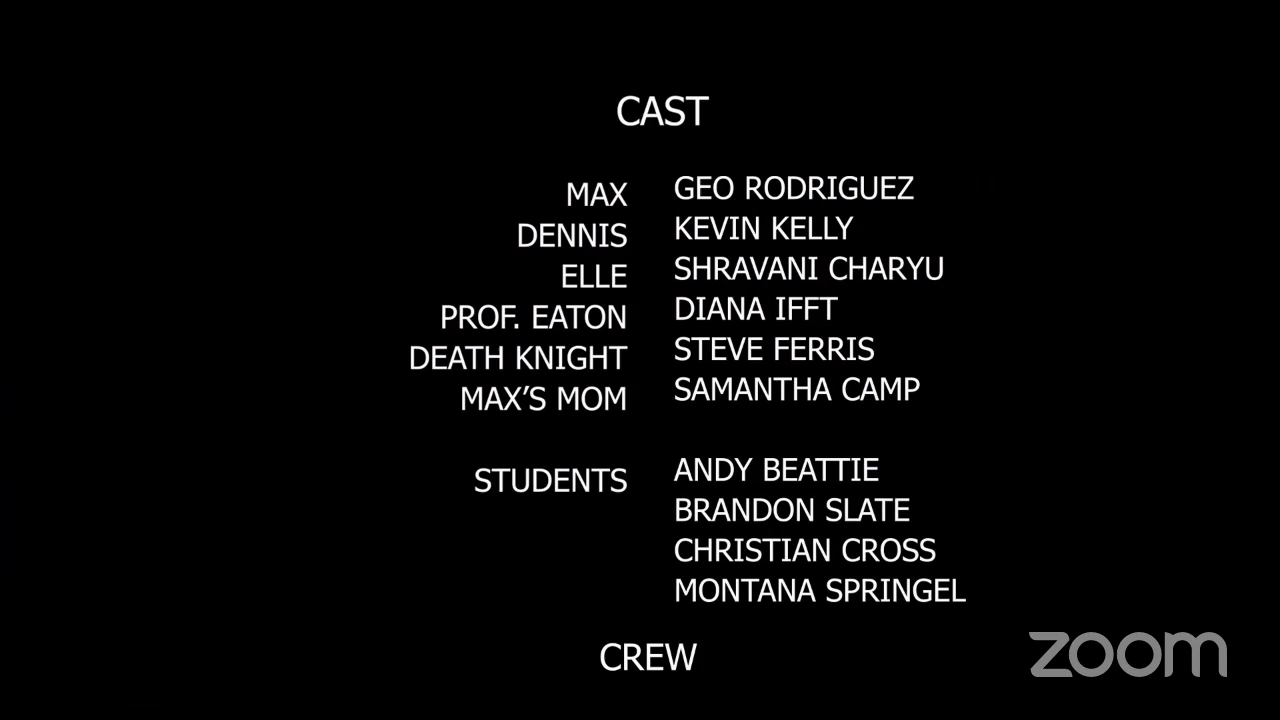 CAST
MAX GEO RODRIGUEZ
DENNIS KEVIN KELLY
ELLE SHRAVANI CHARYU
PROF. EATON DIANA IFFT
DEATH KNIGHT STEVE FERRIS
MAX’S MOM SAMANTHA CAMP
STUDENTS ANDY BEATTIE
BRANDON SLATE
CHRISTIAN CROSS
MONTANA SPRINGEL
CREW
zoom